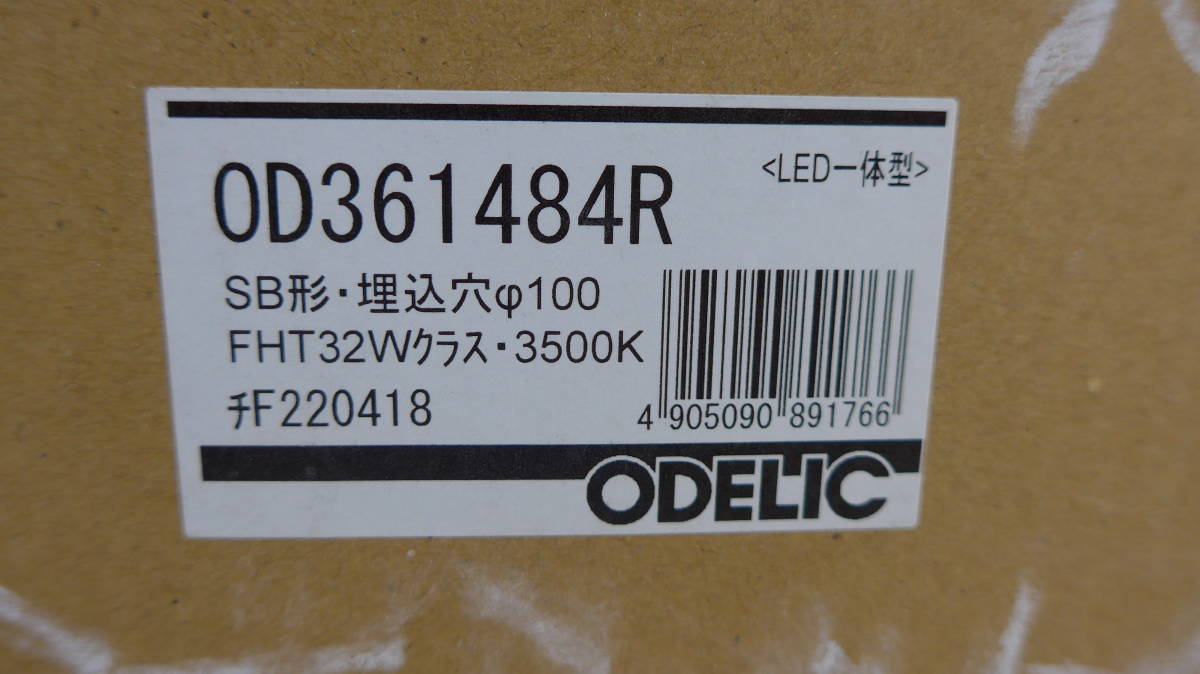 OD361484R
<LED一体型>
SB形・埋込穴φ100
FHT32Wｸﾗｽ・3500K
ﾁF220418
4 905090 891766
ODELIC